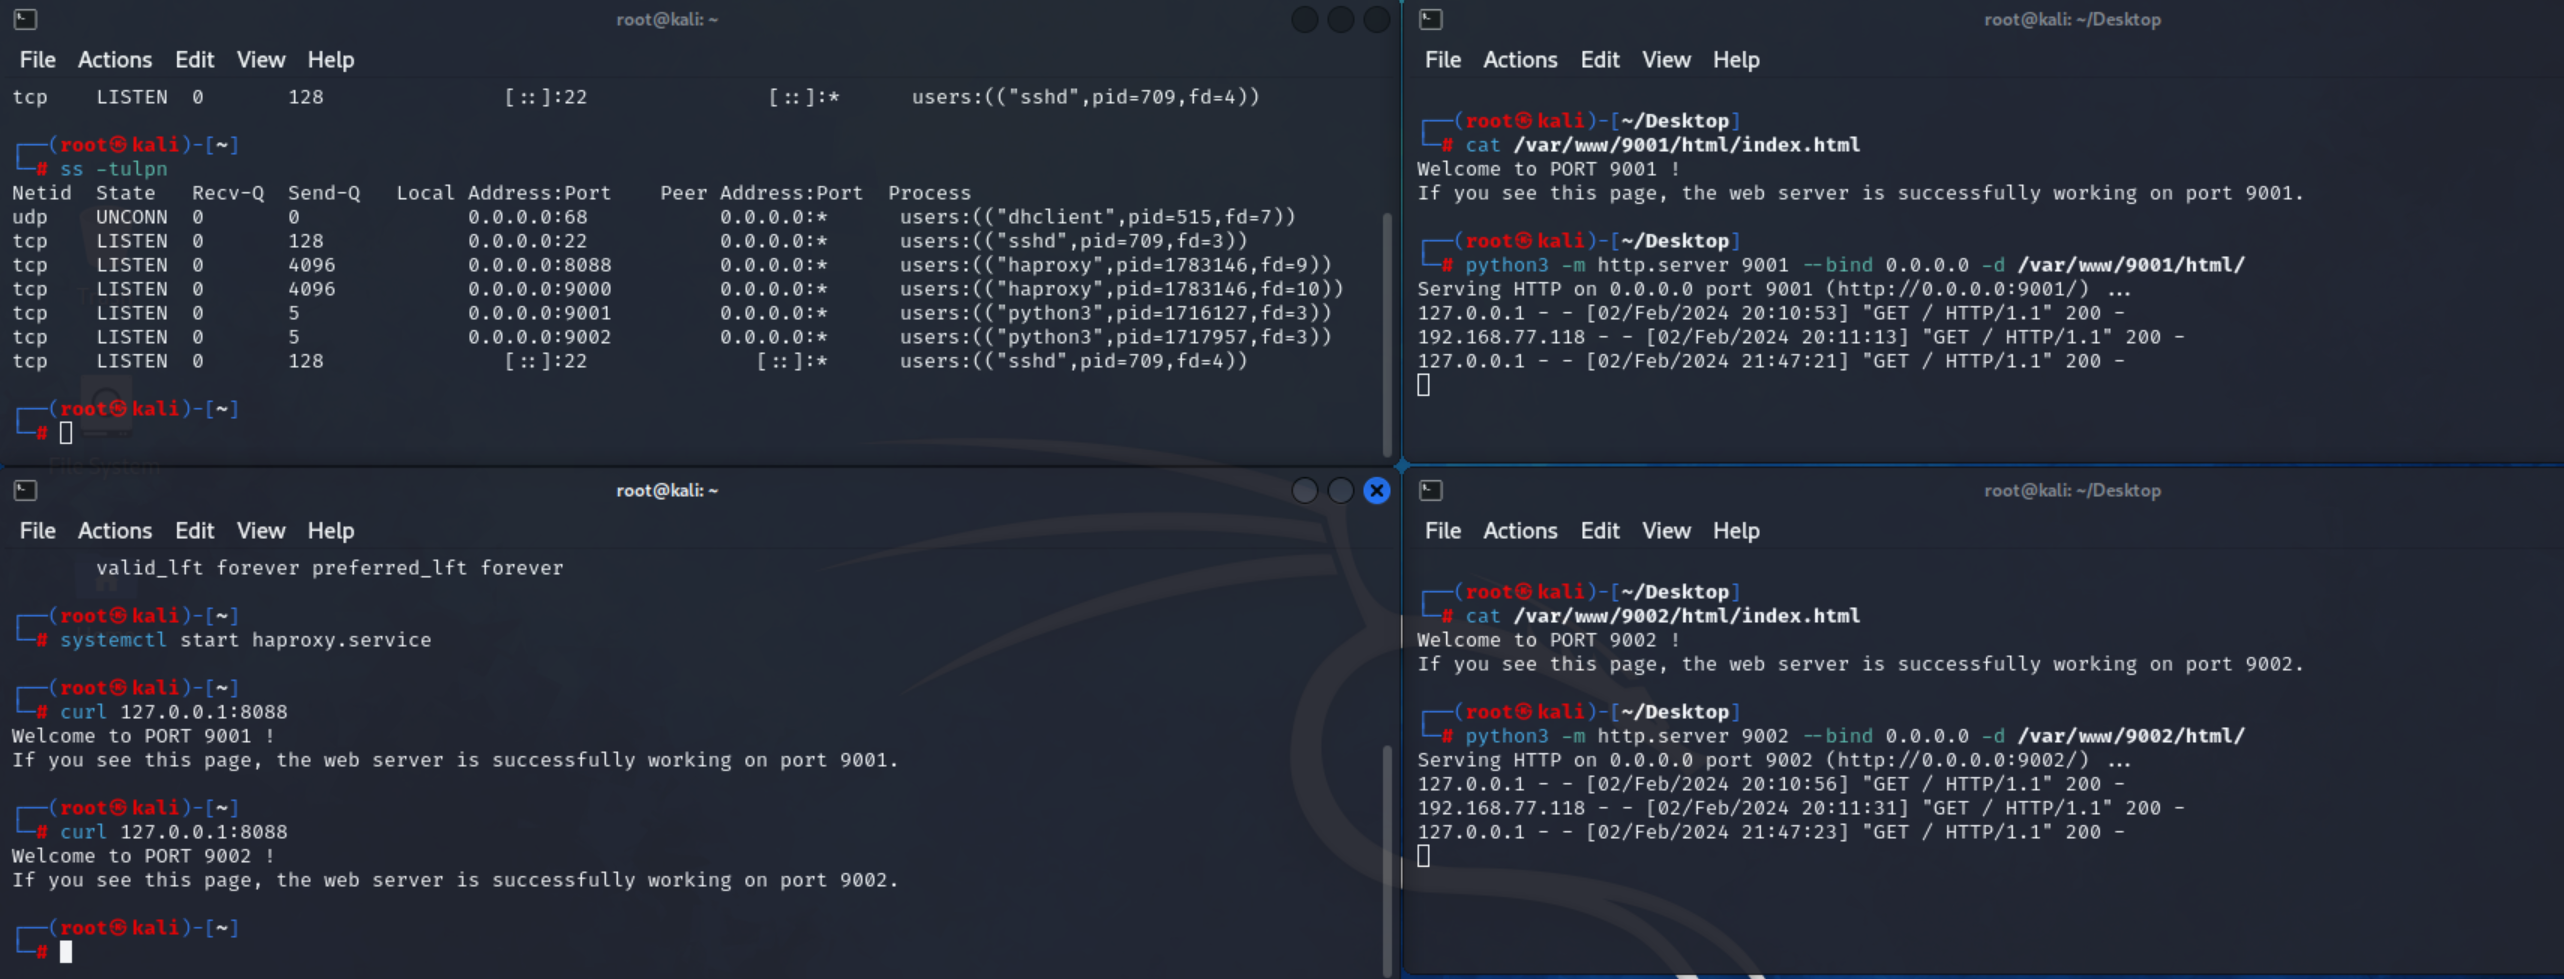 root@kali: ~
File Actions Edit View Help
tcp LISTEN 0 128 [::]:22 [::]:* users:(("sshd",pid=709,fd=4))
┌──(root㉿kali)-[~]
└─# ss -tulpn
Netid State Recv-Q Send-Q Local Address:Port Peer Address:Port Process
udp UNCONN 0 0 0.0.0.0:68 0.0.0.0:* users:(("dhclient",pid=515,fd=7))
tcp LISTEN 0 128 0.0.0.0:22 0.0.0.0:* users:(("sshd",pid=709,fd=3))
tcp LISTEN 0 4096 0.0.0.0:8088 0.0.0.0:* users:(("haproxy",pid=1783146,fd=9))
tcp LISTEN 0 4096 0.0.0.0:9000 0.0.0.0:* users:(("haproxy",pid=1783146,fd=10))
tcp LISTEN 0 5 0.0.0.0:9001 0.0.0.0:* users:(("python3",pid=1716127,fd=3))
tcp LISTEN 0 5 0.0.0.0:9002 0.0.0.0:* users:(("python3",pid=1717957,fd=3))
tcp LISTEN 0 128 [::]:22 [::]:* users:(("sshd",pid=709,fd=4))
┌──(root㉿kali)-[~]
└─#
File System
root@kali: ~/Desktop
File Actions Edit View Help
┌──(root㉿kali)-[~/Desktop]
└─# cat /var/www/9001/html/index.html
Welcome to PORT 9001 !
If you see this page, the web server is successfully working on port 9001.
┌──(root㉿kali)-[~/Desktop]
└─# python3 -m http.server 9001 --bind 0.0.0.0 -d /var/www/9001/html/
Serving HTTP on 0.0.0.0 port 9001 (http://0.0.0.0:9001/) ...
127.0.0.1 - - [02/Feb/2024 20:10:53] "GET / HTTP/1.1" 200 -
192.168.77.118 - - [02/Feb/2024 20:11:13] "GET / HTTP/1.1" 200 -
127.0.0.1 - - [02/Feb/2024 21:47:21] "GET / HTTP/1.1" 200 -
root@kali: ~
File Actions Edit View Help
valid_lft forever preferred_lft forever
┌──(root㉿kali)-[~]
└─# systemctl start haproxy.service
┌──(root㉿kali)-[~]
└─# curl 127.0.0.1:8088
Welcome to PORT 9001 !
If you see this page, the web server is successfully working on port 9001.
┌──(root㉿kali)-[~]
└─# curl 127.0.0.1:8088
Welcome to PORT 9002 !
If you see this page, the web server is successfully working on port 9002.
┌──(root㉿kali)-[~]
└─#
root@kali: ~/Desktop
File Actions Edit View Help
┌──(root㉿kali)-[~/Desktop]
└─# cat /var/www/9002/html/index.html
Welcome to PORT 9002 !
If you see this page, the web server is successfully working on port 9002.
┌──(root㉿kali)-[~/Desktop]
└─# python3 -m http.server 9002 --bind 0.0.0.0 -d /var/www/9002/html/
Serving HTTP on 0.0.0.0 port 9002 (http://0.0.0.0:9002/) ...
127.0.0.1 - - [02/Feb/2024 20:10:56] "GET / HTTP/1.1" 200 -
192.168.77.118 - - [02/Feb/2024 20:11:31] "GET / HTTP/1.1" 200 -
127.0.0.1 - - [02/Feb/2024 21:47:23] "GET / HTTP/1.1" 200 -